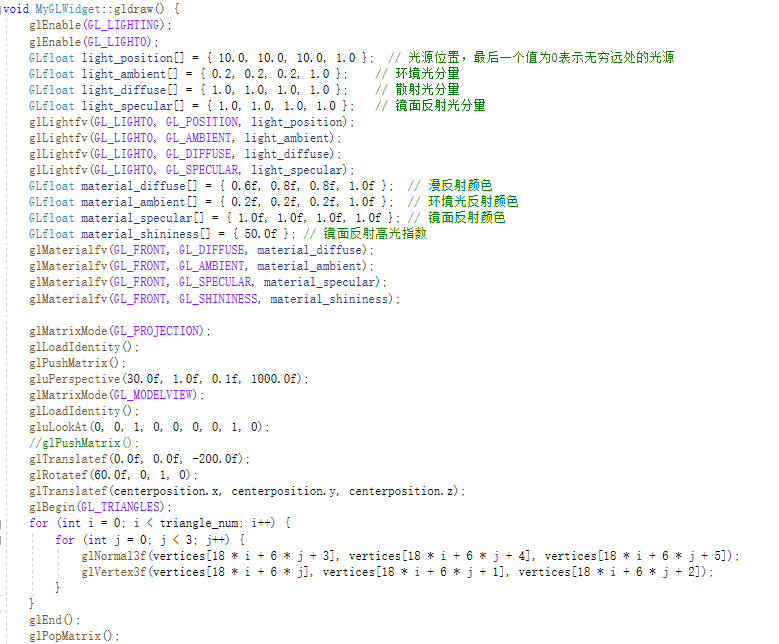 void MyGLWidget::gldraw() {
glEnable(GL_LIGHTING);
glEnable(GL_LIGHT0);
GLfloat light_position[] = { 10.0, 10.0, 10.0, 1.0 };  // 光源位置，最后一个值为0表示无穷远处的光源
GLfloat light_ambient[] = { 0.2, 0.2, 0.2, 1.0 };    // 环境光分量
GLfloat light_diffuse[] = { 1.0, 1.0, 1.0, 1.0 };    // 散射光分量
GLfloat light_specular[] = { 1.0, 1.0, 1.0, 1.0 };   // 镜面反射光分量
glLightfv(GL_LIGHT0, GL_POSITION, light_position);
glLightfv(GL_LIGHT0, GL_AMBIENT, light_ambient);
glLightfv(GL_LIGHT0, GL_DIFFUSE, light_diffuse);
glLightfv(GL_LIGHT0, GL_SPECULAR, light_specular);
GLfloat material_diffuse[] = { 0.6f, 0.8f, 0.8f, 1.0f };  // 漫反射颜色
GLfloat material_ambient[] = { 0.2f, 0.2f, 0.2f, 1.0f };  // 环境光反射颜色
GLfloat material_specular[] = { 1.0f, 1.0f, 1.0f, 1.0f }; // 镜面反射颜色
GLfloat material_shininess[] = { 50.0f }; // 镜面反射高光指数
glMaterialfv(GL_FRONT, GL_DIFFUSE, material_diffuse);
glMaterialfv(GL_FRONT, GL_AMBIENT, material_ambient);
glMaterialfv(GL_FRONT, GL_SPECULAR, material_specular);
glMaterialfv(GL_FRONT, GL_SHININESS, material_shininess);
glMatrixMode(GL_PROJECTION);
glLoadIdentity();
glPushMatrix();
gluPerspective(30.0f, 1.0f, 0.1f, 1000.0f);
glMatrixMode(GL_MODELVIEW);
glLoadIdentity();
gluLookAt(0, 0, 1, 0, 0, 0, 0, 1, 0);
//glPushMatrix();
glTranslatef(0.0f, 0.0f, -200.0f);
glRotatef(60.0f, 0, 1, 0);
glTranslatef(centerposition.x, centerposition.y, centerposition.z);
glBegin(GL_TRIANGLES);
for (int i = 0; i < triangle_num; i++) {
for (int j = 0; j < 3; j++) {
glNormal3f(vertices[18 * i + 6 * j + 3], vertices[18 * i + 6 * j + 4], vertices[18 * i + 6 * j + 5]);
glVertex3f(vertices[18 * i + 6 * j], vertices[18 * i + 6 * j + 1], vertices[18 * i + 6 * j + 2]);
}
}
glEnd();
glPopMatrix();